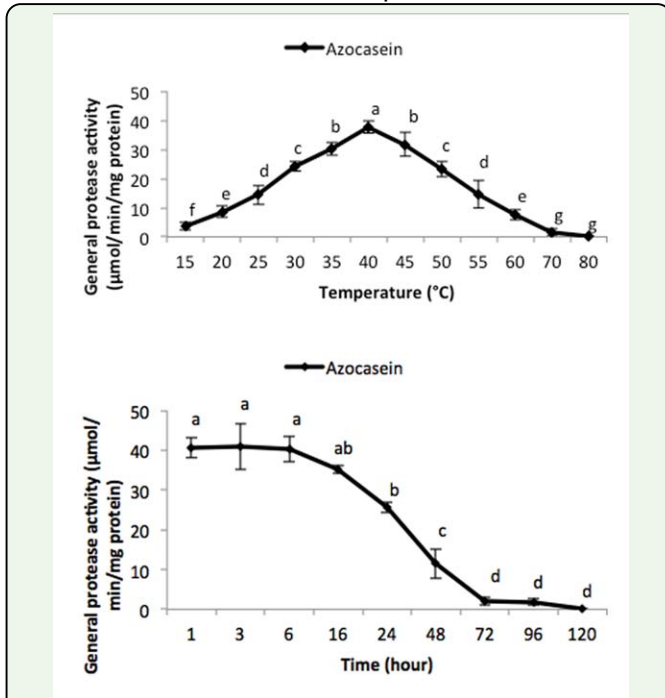 Azocasein
General protease activity
(μmol/min/mg protein)
50
40
30
20
10
0
f
e
d
c
b
a
b
c
d
e
g
g
15 20 25 30 35 40 45 50 55 60 70 80
Temperature (°C)
Azocasein
General protease activity (μmol/
min/mg protein)
50
40
30
20
10
0
a
a
a
ab
b
c
d
d
d
1 3 6 16 24 48 72 96 120
Time (hour)